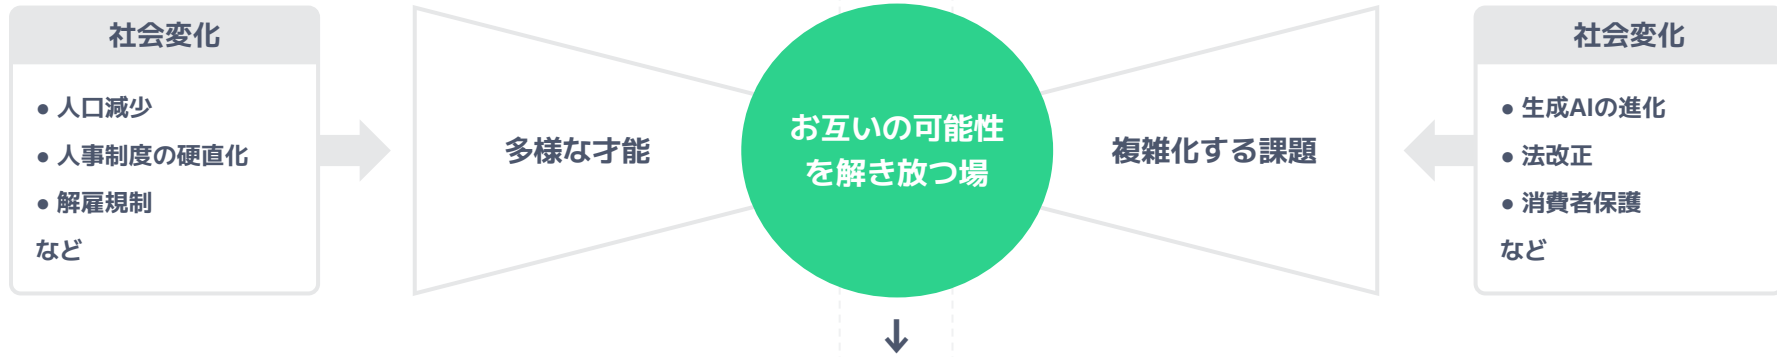 社会変化
● 人口減少
● 人事制度の硬直化
● 解雇規制
など
多様な才能
お互いの可能性
を解き放つ場
複雑化する課題
社会変化
● 生成AIの進化
● 法改正
● 消費者保護
など